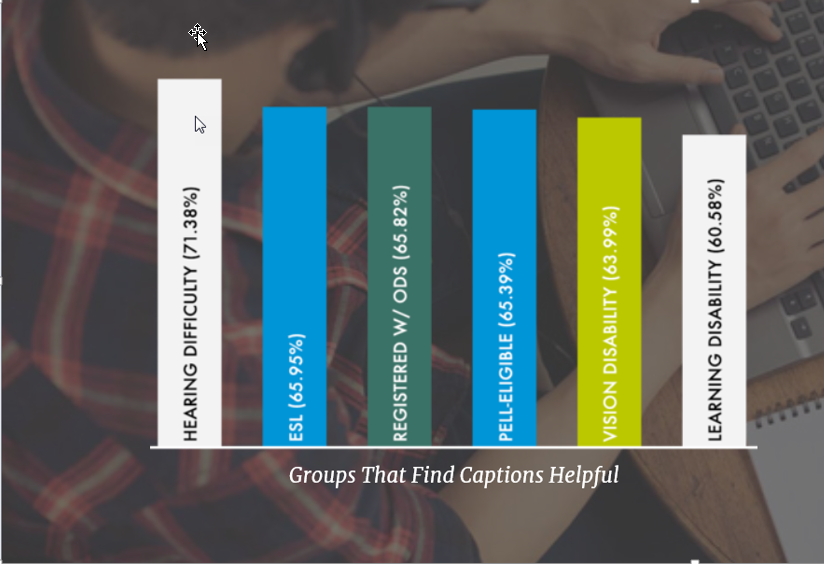 HEARING DIFFICULTY (71.38%)
ESL (65.95%)
REGISTERED W/ ODS (65.82%)
PELL-ELIGIBLE (65.39%)
VISION DISABILITY (63.99%)
LEARNING DISABILITY (60.58%)
Groups That Find Captions Helpful